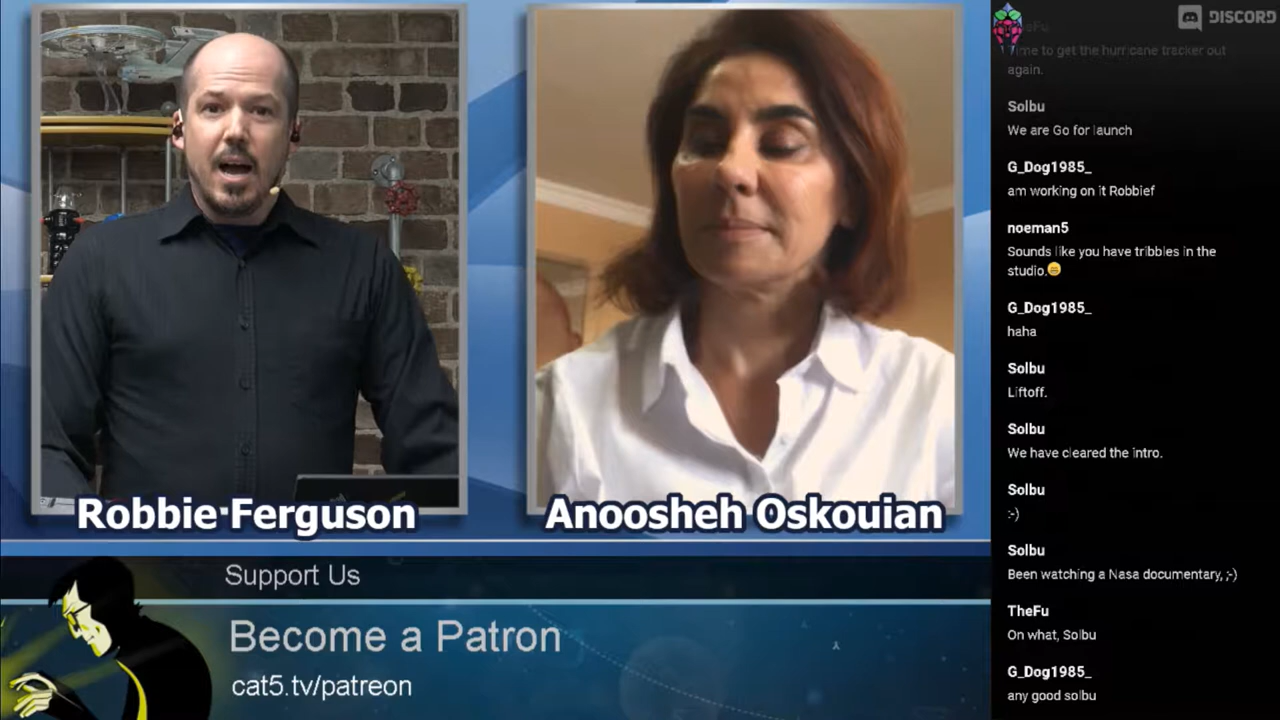 Robbie Ferguson
Anoosheh Oskouian
Support Us
Become a Patron
cat5.tv/patreon
DISCORD
time to get the hurricane tracker out
again.
Solbu
We are Go for launch
G_Dog1985_
am working on it Robbief
noeman5
Sounds like you have tribbles in the
studio.😑
G_Dog1985_
haha
Solbu
Liftoff.
Solbu
We have cleared the intro.
Solbu
:-)
Solbu
Been watching a Nasa documentary, ;-)
TheFu
On what, Solbu
G_Dog1985_
any good solbu